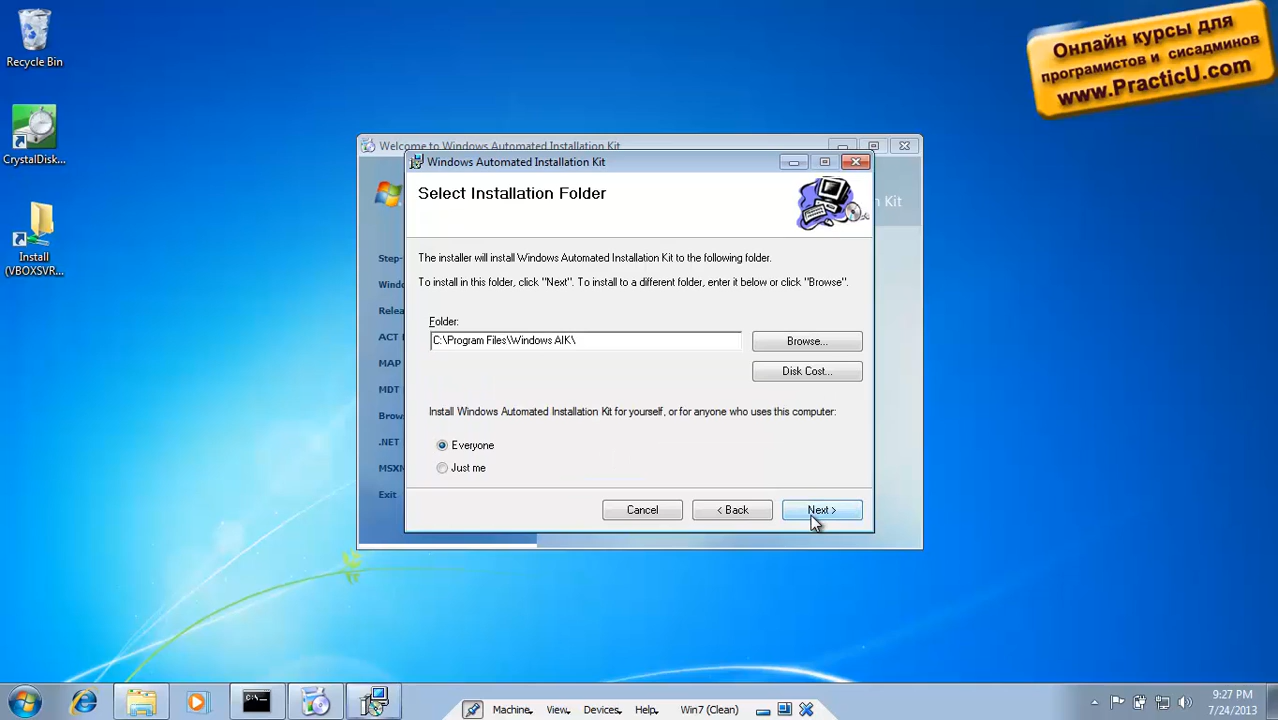 Recycle Bin
CrystalDisk...
Install
(VBOXSVR...
Онлайн курсы для
програмистов и сисадминов
www.PracticU.com
Welcome to Windows Automated Installation Kit
n Kit
Step-
Windo
Relea
ACT
MAP
MDT
Brow
.NET
MSXM
Exit
Windows Automated Installation Kit
Select Installation Folder
The installer will install Windows Automated Installation Kit to the following folder.
To install in this folder, click "Next". To install to a different folder, enter it below or click "Browse".
Folder:
C:\Program Files\Windows AIK\
Browse...
Disk Cost...
Install Windows Automated Installation Kit for yourself, or for anyone who uses this computer:
Everyone
Just me
Cancel
< Back
Next >
C:\
Machine
View
Devices
Help
Win7 (Clean)
9:27 PM
7/24/2013